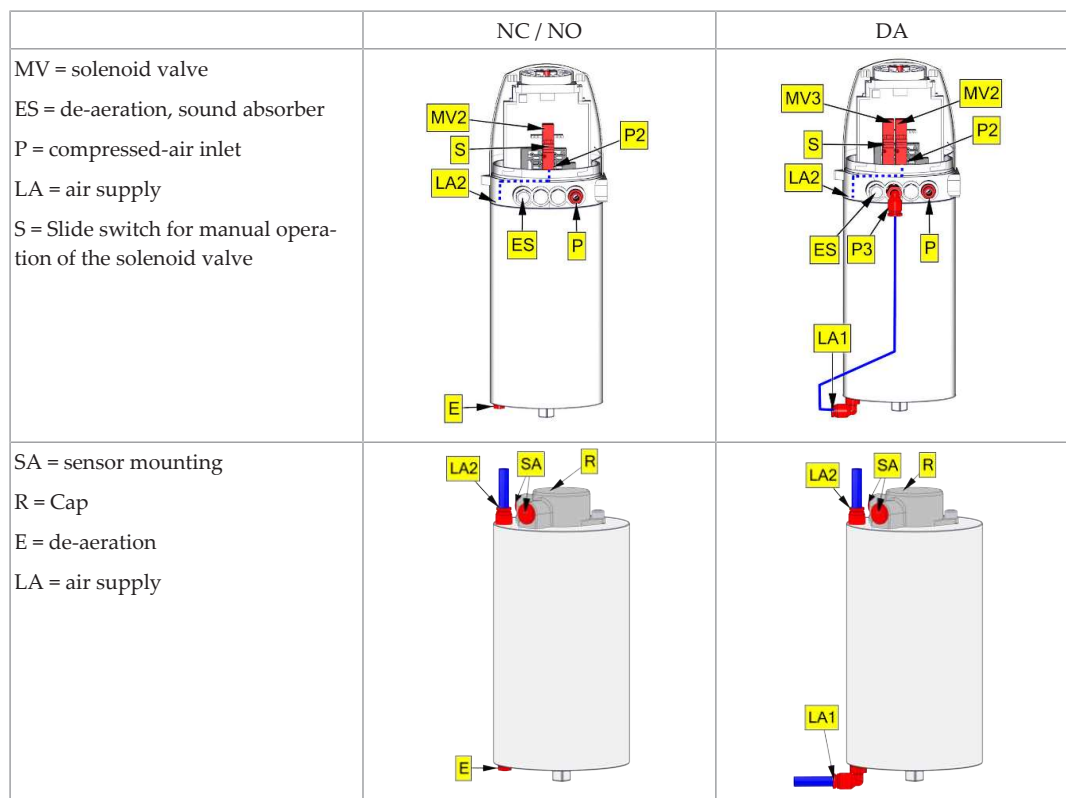 NC / NO
DA
MV = solenoid valve
ES = de-aeration, sound absorber
P = compressed-air inlet
LA = air supply
S = Slide switch for manual opera-
tion of the solenoid valve
MV2
S
P2
LA2
ES
P
E
MV3
MV2
S
P2
LA2
ES
P3
P
LA1
SA = sensor mounting
R = Cap
E = de-aeration
LA = air supply
LA2
SA
R
E
LA2
SA
R
LA1